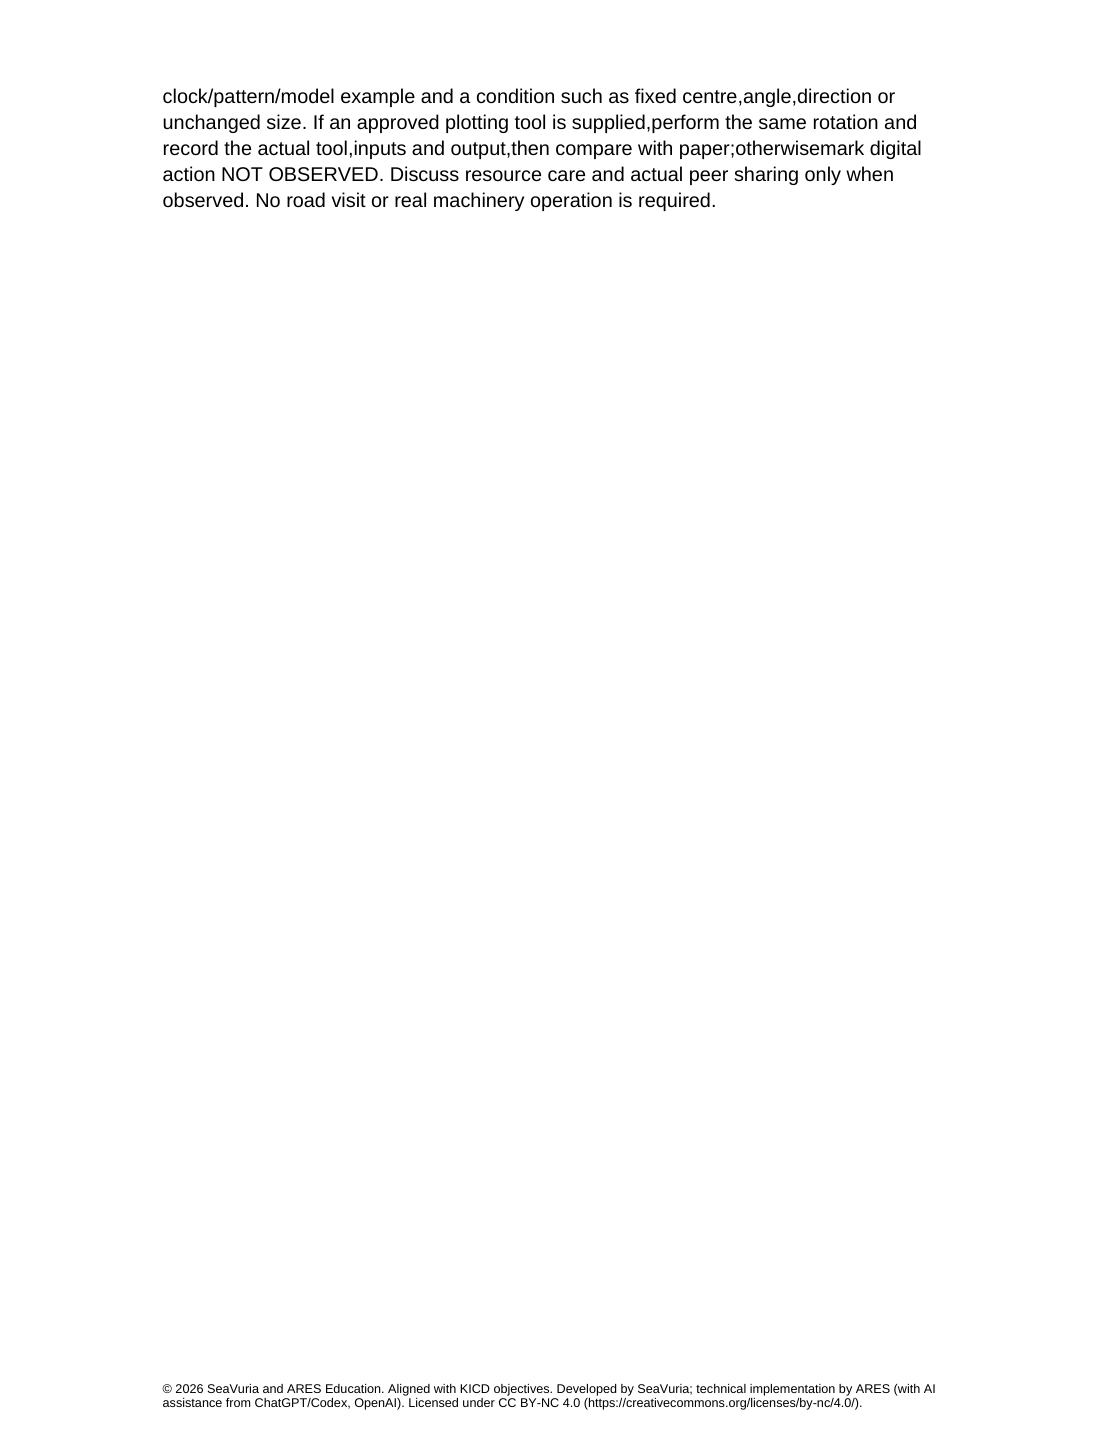 clock/pattern/model example and a condition such as fixed centre,angle,direction or
unchanged size. If an approved plotting tool is supplied,perform the same rotation and
record the actual tool,inputs and output,then compare with paper;otherwisemark digital
action NOT OBSERVED. Discuss resource care and actual peer sharing only when
observed. No road visit or real machinery operation is required.
© 2026 SeaVuria and ARES Education. Aligned with KICD objectives. Developed by SeaVuria; technical implementation by ARES (with AI
assistance from ChatGPT/Codex, OpenAI). Licensed under CC BY-NC 4.0 (https://creativecommons.org/licenses/by-nc/4.0/).